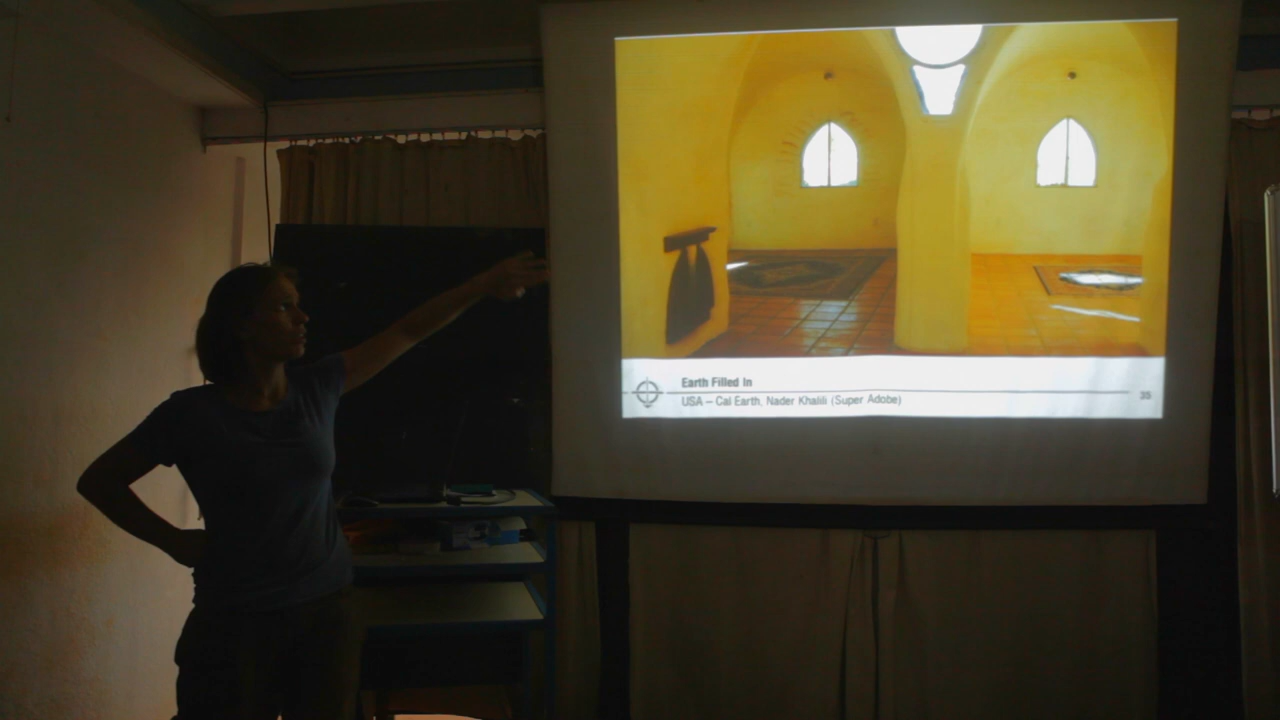 Earth Filled In
USA – Cal Earth, Nader Khalili (Super Adobe)
35